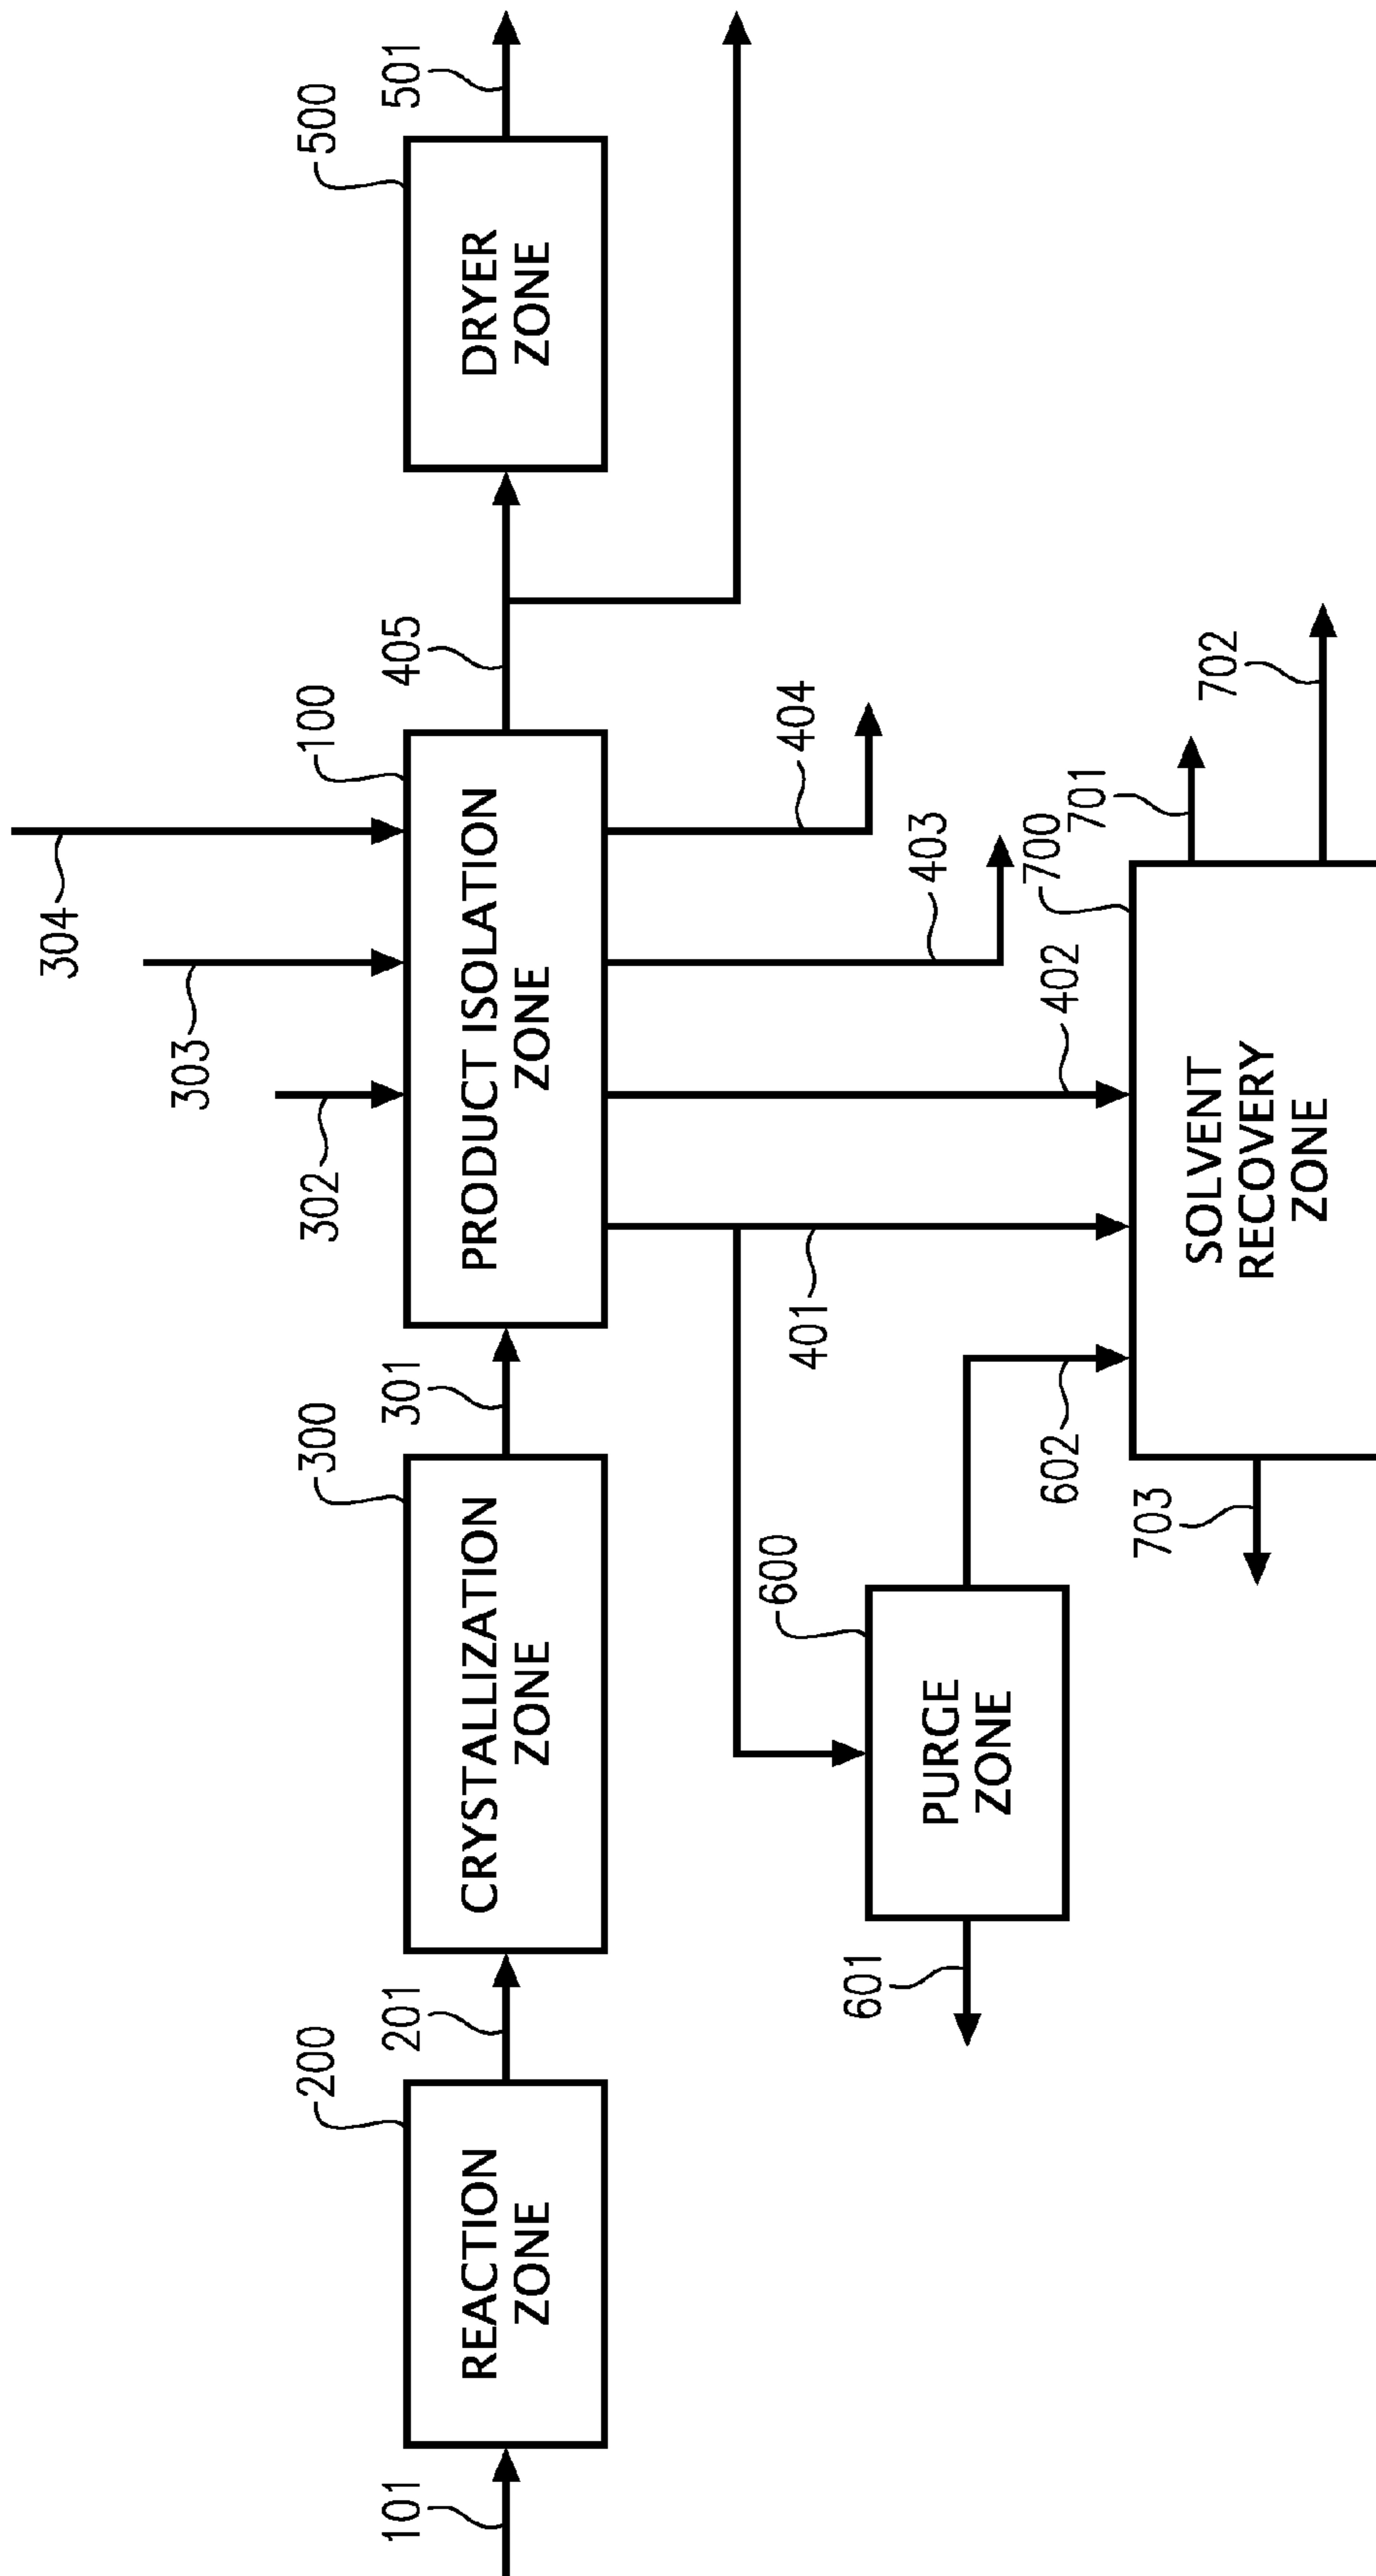 304
303
302
101
200
REACTION
ZONE
201
300
CRYSTALLIZATION
ZONE
301
100
PRODUCT ISOLATION
ZONE
405
500
DRYER
ZONE
501
404
403
401
402
600
PURGE
ZONE
601
602
700
SOLVENT
RECOVERY
ZONE
701
702
703